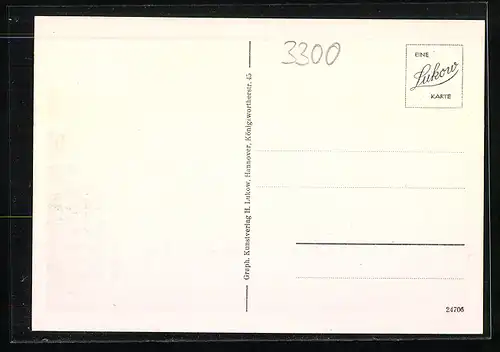 3300
EINE
Lukow
KARTE
Graph. Kunstverlag H. Lukow, Hannover, Königswortherstr. 45
24706